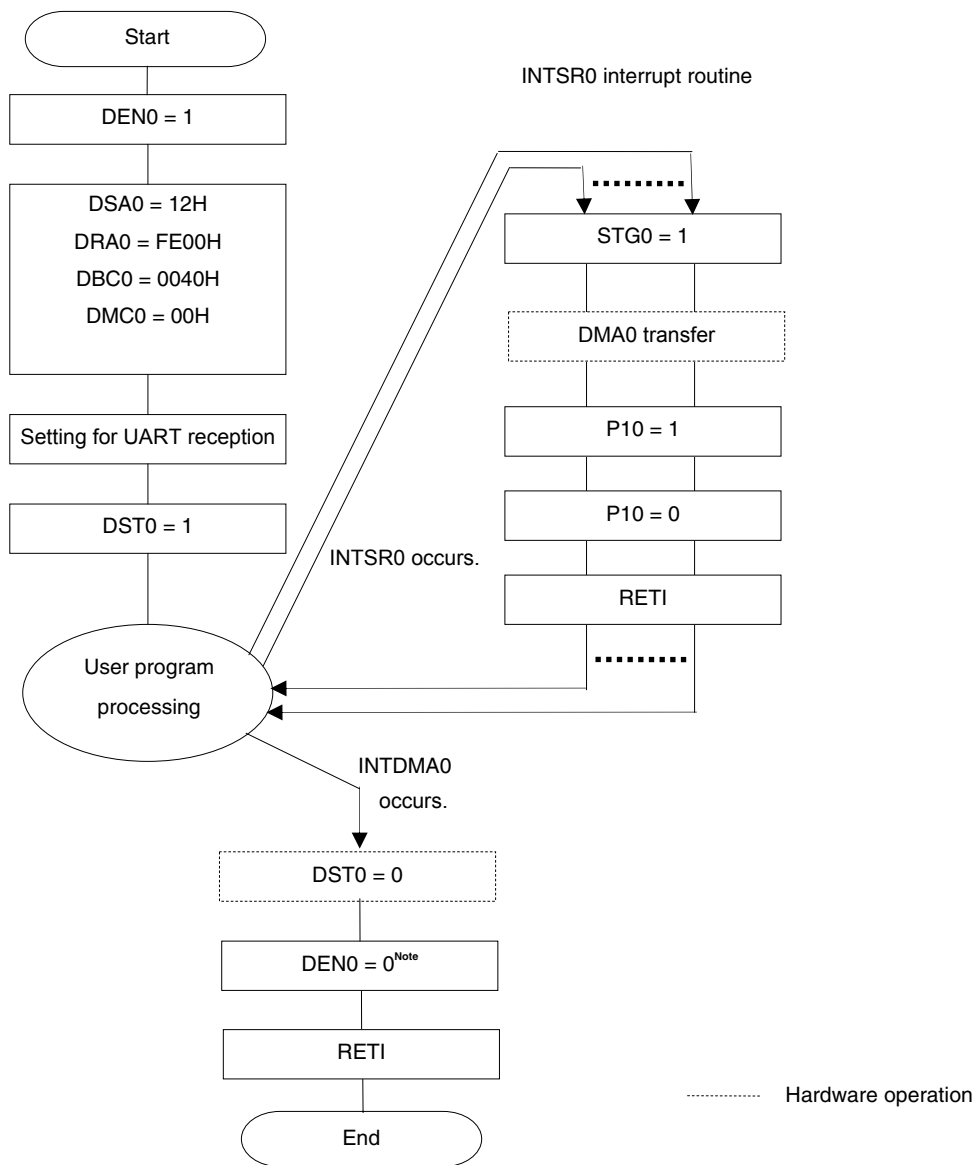 Start
DEN0 = 1
DSA0 = 12H
DRA0 = FE00H
DBC0 = 0040H
DMC0 = 00H
Setting for UART reception
DST0 = 1
User program
processing
INTSR0 interrupt routine
STG0 = 1
DMA0 transfer
P10 = 1
P10 = 0
RETI
INTSR0 occurs.
INTDMA0
occurs.
DST0 = 0
DEN0 = 0Note
RETI
End
Hardware operation